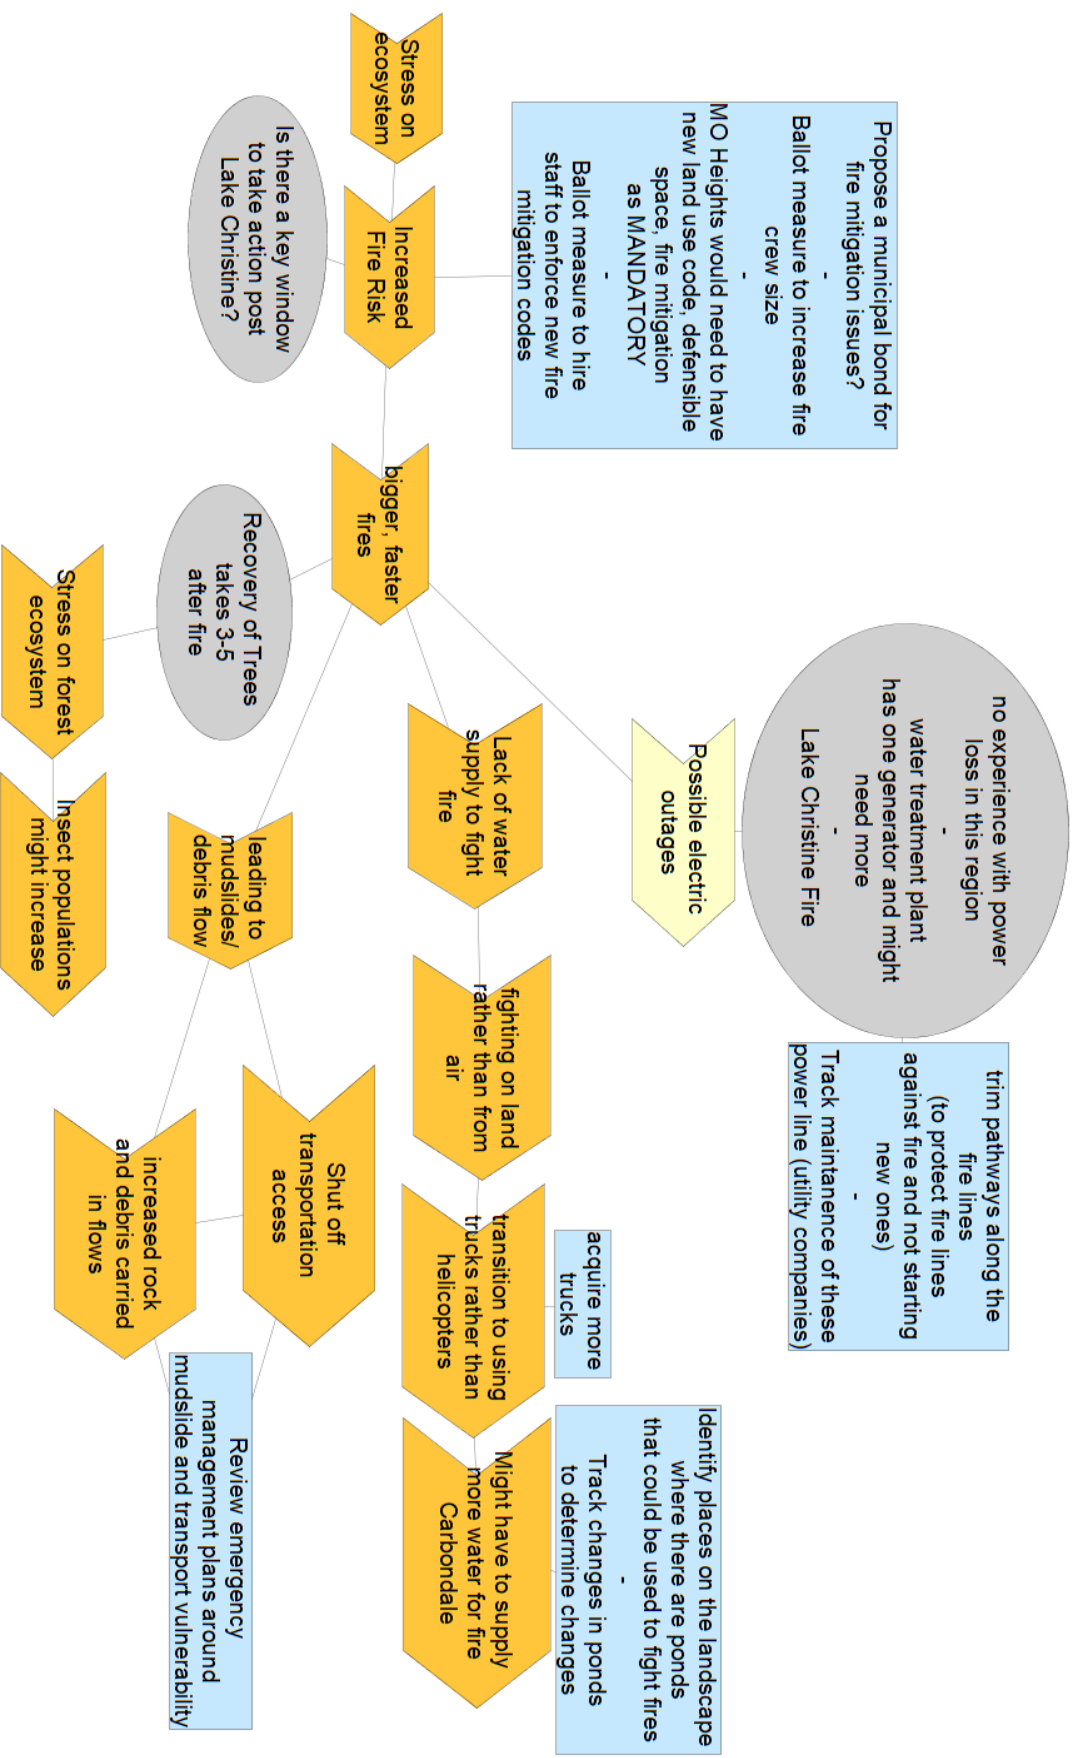 Propose a municipal bond for
fire mitigation issues?
-
Ballot measure to increase fire
crew size
-
MO Heights would need to have
new land use code, defensible
space, fire mitigation
as MANDATORY
-
Ballot measure to hire
staff to enforce new fire
mitigation codes
Stress on
ecosystem
Increased
Fire Risk
Is there a key window
to take action post
Lake Christine?
bigger, faster
fires
Recovery of Trees
takes 3-5
after fire
Stress on forest
ecosystem
Insect populations
might increase
no experience with power
loss in this region
-
water treatment plant
has one generator and might
need more
-
Lake Christine Fire
trim pathways along the
fire lines
(to protect fire lines
against fire and not starting
new ones)
-
Track maintanence of these
power line (utility companies)
Possible electric
outages
Lack of water
supply to fight
fire
fighting on land
rather than from
air
acquire more
trucks
transition to using
trucks rather than
helicopters
Identify places on the landscape
where there are ponds
that could be used to fight fires
-
Track changes in ponds
to determine changes
Might have to supply
more water for fire
Carbondale
leading to
mudslides/
debris flow
Shut off
transportation
access
increased rock
and debris carried
in flows
Review emergency
management plans around
mudslide and transport vulnerability